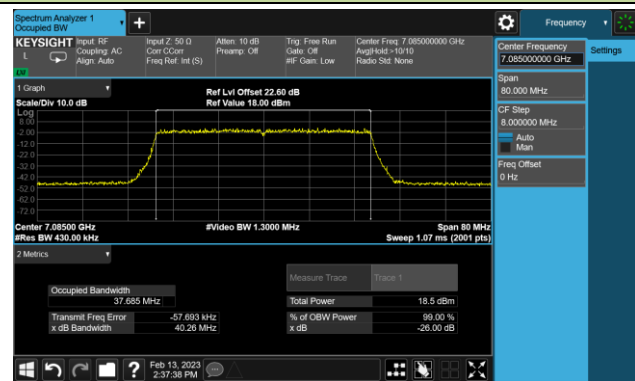 Spectrum Analyzer 1
Occupied BW
Frequency
KEYSIGHT Input: RF Input Z: 50 Ω Atten: 10 dB Trig: Free Run Center Freq: 7.085000000 GHz
L Coupling: AC Corr CCorr Preamp: Off Gate: Off Avg|Hold:>10/10
Align: Auto Freq Ref: Int (S) #IF Gain: Low Radio Std: None
Center Frequency
7.085000000 GHz
Settings
Span
80.000 MHz
CF Step
8.000000 MHz
Auto
Man
Freq Offset
0 Hz
1 Graph
Ref Lvl Offset 22.60 dB
Scale/Div 10.0 dB Ref Value 18.00 dBm
Log
8.00
-2.00
-12.0
-22.0
-32.0
-42.0
-52.0
-62.0
-72.0
Center 7.08500 GHz #Video BW 1.3000 MHz Span 80 MHz
#Res BW 430.00 kHz Sweep 1.07 ms (2001 pts)
2 Metrics
Measure Trace Trace 1
Occupied Bandwidth
37.685 MHz Total Power 18.5 dBm
Transmit Freq Error -57.693 kHz % of OBW Power 99.00 %
x dB Bandwidth 40.26 MHz x dB -26.00 dB
Feb 13, 2023
2:37:38 PM